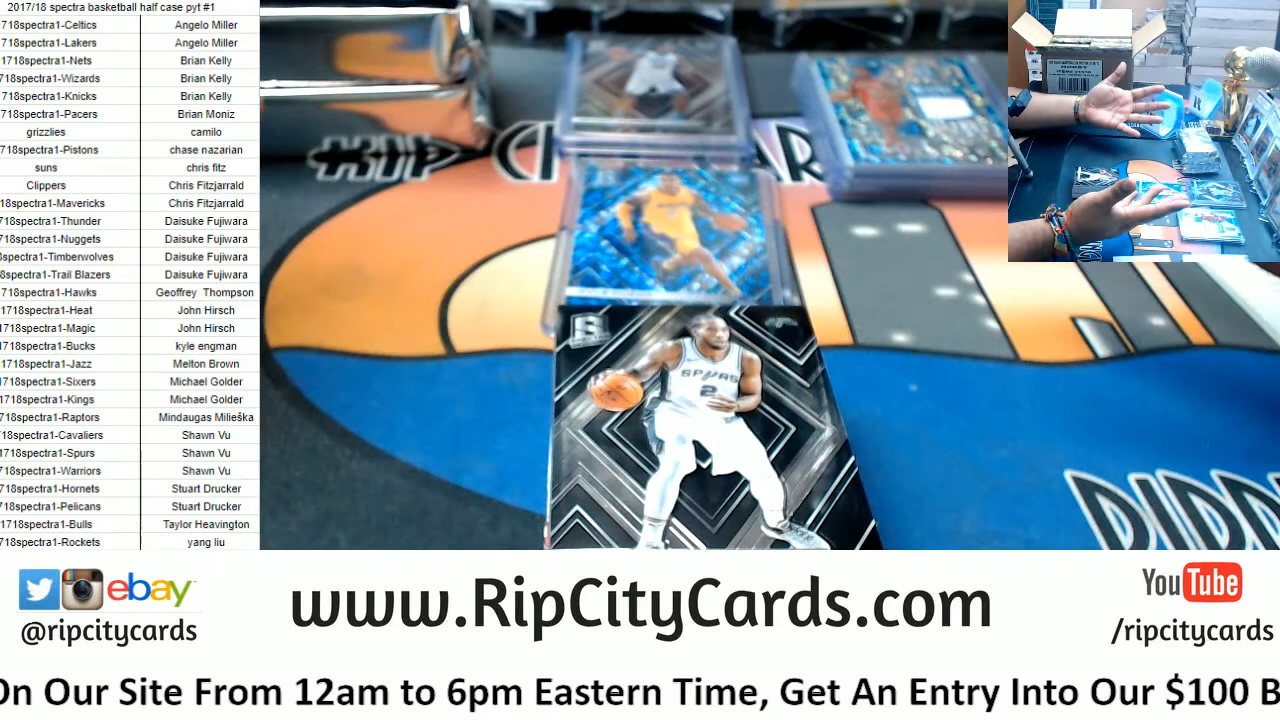 2017/18 spectra basketball half case pyt #1
718spectra1-Celtics Angelo Miller
718spectra1-Lakers Angelo Miller
1718spectra1-Nets Brian Kelly
718spectra1-Wizards Brian Kelly
718spectra1-Knicks Brian Kelly
718spectra1-Pacers Brian Moniz
grizzlies camilo
718spectra1-Pistons chase nazarian
suns chris fitz
Clippers Chris Fitzjarrald
18spectra1-Mavericks Chris Fitzjarrald
718spectra1-Thunder Daisuke Fujiwara
718spectra1-Nuggets Daisuke Fujiwara
8spectra1-Timberwolves Daisuke Fujiwara
8spectra1-Trail Blazers Daisuke Fujiwara
718spectra1-Hawks Geoffrey Thompson
1718spectra1-Heat John Hirsch
1718spectra1-Magic John Hirsch
718spectra1-Bucks kyle engman
1718spectra1-Jazz Melton Brown
718spectra1-Sixers Michael Golder
718spectra1-Kings Michael Golder
718spectra1-Raptors Mindaugas Milieška
718spectra1-Cavaliers Shawn Vu
718spectra1-Spurs Shawn Vu
718spectra1-Warriors Shawn Vu
718spectra1-Hornets Stuart Drucker
718spectra1-Pelicans Stuart Drucker
1718spectra1-Bulls Taylor Heavington
718spectra1-Rockets yang liu
RIP
SPURS
2
ebay
@ripcitycards
www.RipCityCards.com
YouTube
/ripcitycards
On Our Site From 12am to 6pm Eastern Time, Get An Entry Into Our $100 B